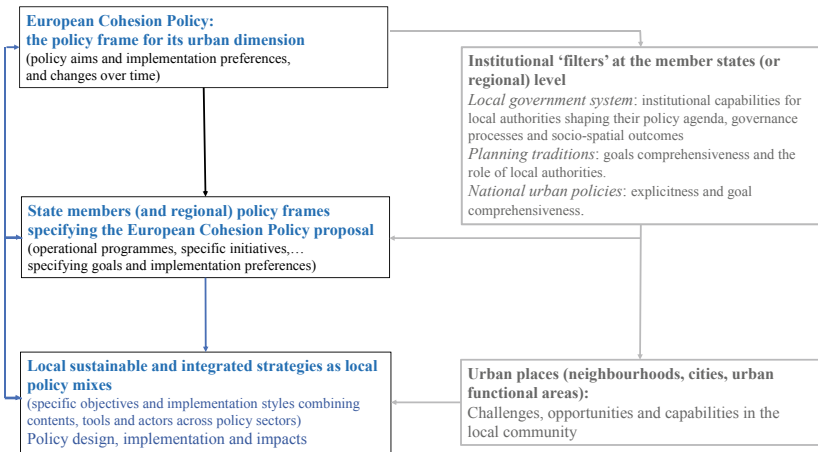 European Cohesion Policy:
the policy frame for its urban dimension
(policy aims and implementation preferences,
and changes over time)
Institutional ‘filters’ at the member states (or
regional) level
Local government system: institutional capabilities for
local authorities shaping their policy agenda, governance
processes and socio-spatial outcomes
Planning traditions: goals comprehensiveness and the
role of local authorities.
National urban policies: explicitness and goal
comprehensiveness.
State members (and regional) policy frames
specifying the European Cohesion Policy proposal
(operational programmes, specific initiatives,…
specifying goals and implementation preferences)
Local sustainable and integrated strategies as local
policy mixes
(specific objectives and implementation styles combining
contents, tools and actors across policy sectors)
Policy design, implementation and impacts
Urban places (neighbourhoods, cities, urban
functional areas):
Challenges, opportunities and capabilities in the
local community